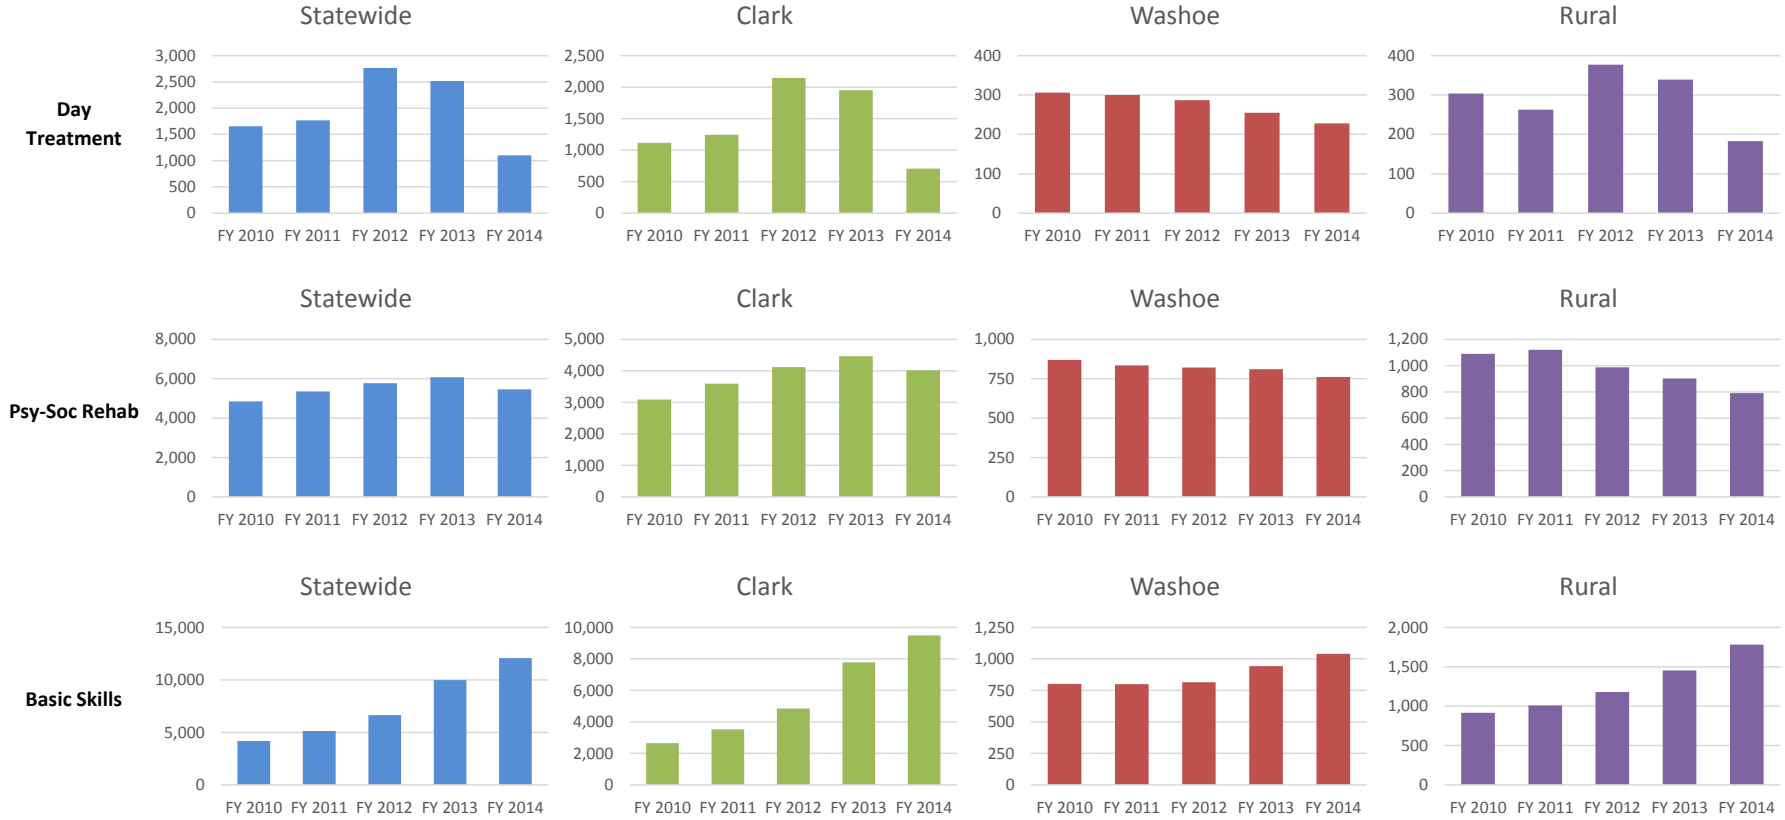 Statewide
Clark
Washoe
Rural
Day
Treatment
3,000
2,500
2,000
1,500
1,000
500
0
FY 2010 FY 2011 FY 2012 FY 2013 FY 2014
2,500
2,000
1,500
1,000
500
0
FY 2010 FY 2011 FY 2012 FY 2013 FY 2014
400
300
200
100
0
FY 2010 FY 2011 FY 2012 FY 2013 FY 2014
400
300
200
100
0
FY 2010 FY 2011 FY 2012 FY 2013 FY 2014
Statewide
Clark
Washoe
Rural
Psy-Soc Rehab
8,000
6,000
4,000
2,000
0
FY 2010 FY 2011 FY 2012 FY 2013 FY 2014
5,000
4,000
3,000
2,000
1,000
0
FY 2010 FY 2011 FY 2012 FY 2013 FY 2014
1,000
750
500
250
0
FY 2010 FY 2011 FY 2012 FY 2013 FY 2014
1,200
1,000
800
600
400
200
0
FY 2010 FY 2011 FY 2012 FY 2013 FY 2014
Statewide
Clark
Washoe
Rural
Basic Skills
15,000
10,000
5,000
0
FY 2010 FY 2011 FY 2012 FY 2013 FY 2014
10,000
8,000
6,000
4,000
2,000
0
FY 2010 FY 2011 FY 2012 FY 2013 FY 2014
1,250
1,000
750
500
250
0
FY 2010 FY 2011 FY 2012 FY 2013 FY 2014
2,000
1,500
1,000
500
0
FY 2010 FY 2011 FY 2012 FY 2013 FY 2014